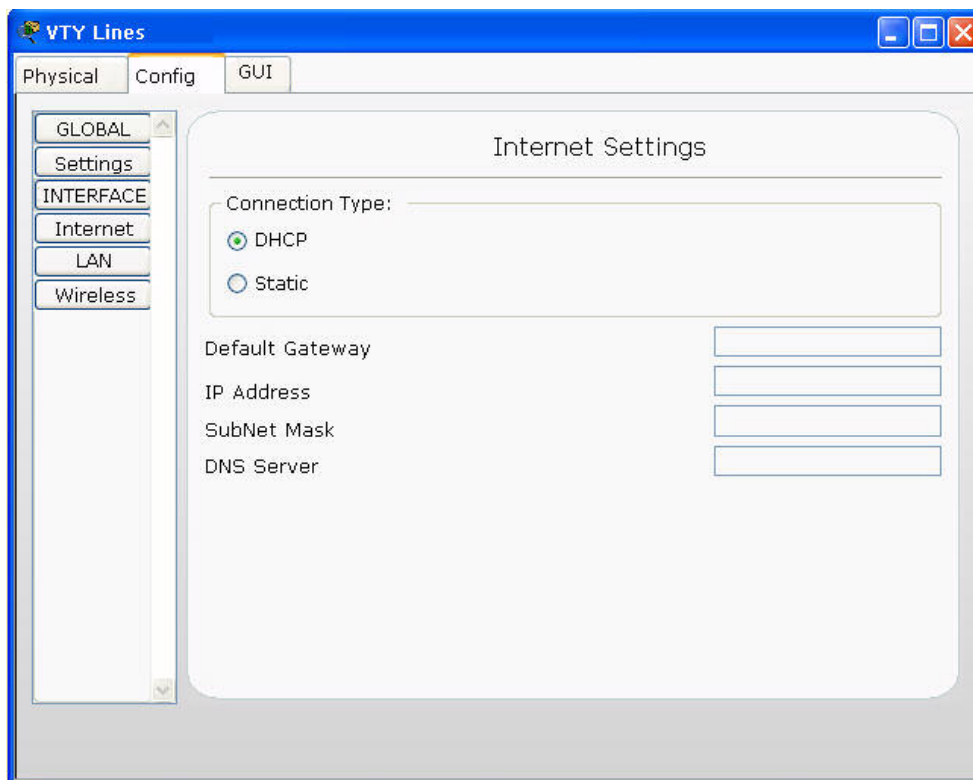 VTY Lines
Physical
Config
GUI
GLOBAL
Settings
INTERFACE
Internet
LAN
Wireless
Internet Settings
Connection Type:
DHCP
Static
Default Gateway
IP Address
SubNet Mask
DNS Server